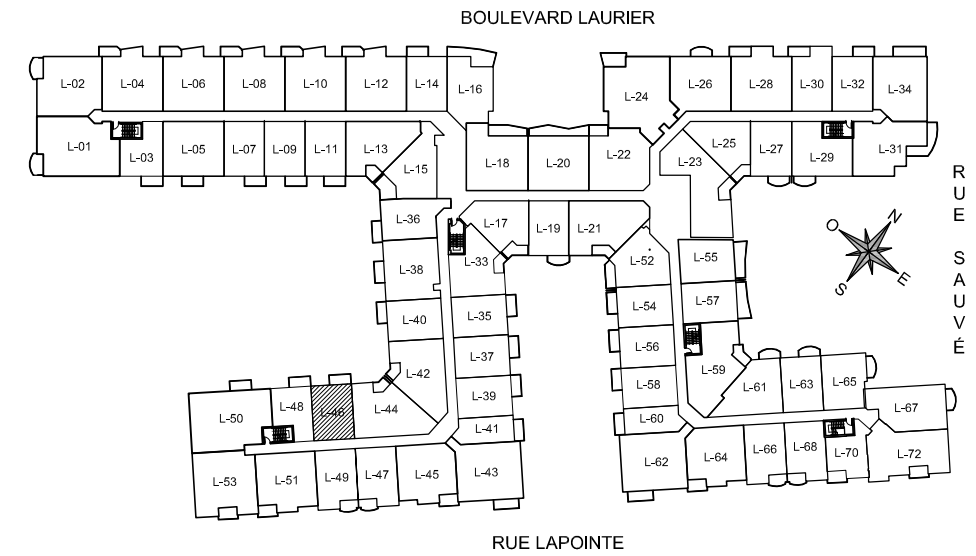 BOULEVARD LAURIER
L-02 L-04 L-06 L-08 L-10 L-12 L-14 L-16 L-24 L-26 L-28 L-30 L-32 L-34
L-01 L-03 L-05 L-07 L-09 L-11 L-13 L-15 L-18 L-20 L-22 L-23 L-25 L-27 L-29 L-31
L-36 L-17 L-19 L-21
L-38 L-33 L-52 L-55
L-40 L-35 L-54 L-57
L-42 L-37 L-56 L-59
L-50 L-48 L-46 L-44 L-39 L-58 L-61 L-63 L-65
L-41 L-60 L-67
L-53 L-51 L-49 L-47 L-45 L-43 L-62 L-64 L-66 L-68 L-70 L-72
O N
S E
RUE SAUVÉ
RUE LAPOINTE